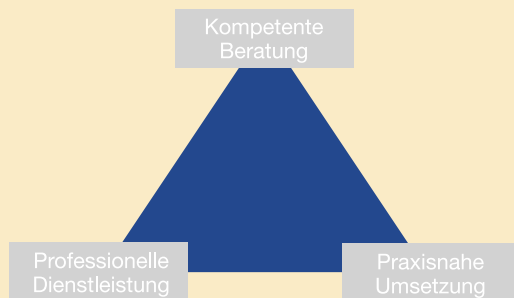 Kompetente
Beratung
Professionelle
Dienstleistung
Praxisnahe
Umsetzung